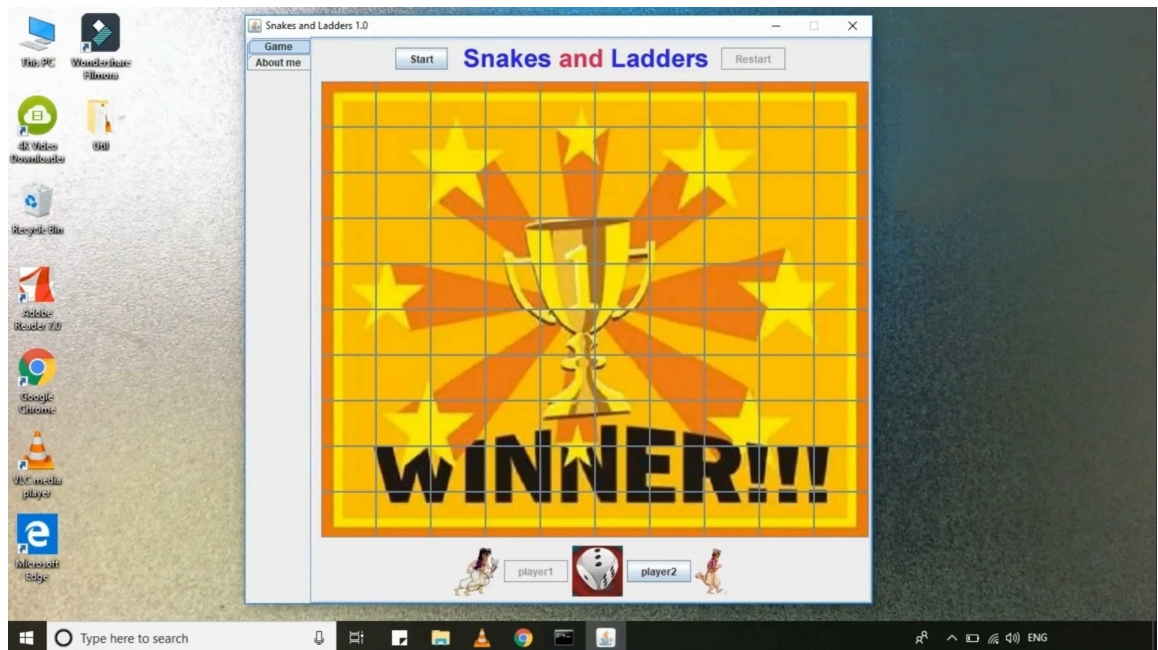 Snakes and Ladders 1.0
Game
About me
Start
Snakes and Ladders
Restart
1
WINNER!!!
player1
player2
This PC
Wondershare
Filmora
4K Video
Downloader
Util
Recycle Bin
Adobe
Reader 7.0
Google
Chrome
VLC media
player
Microsoft
Edge
Type here to search
ENG